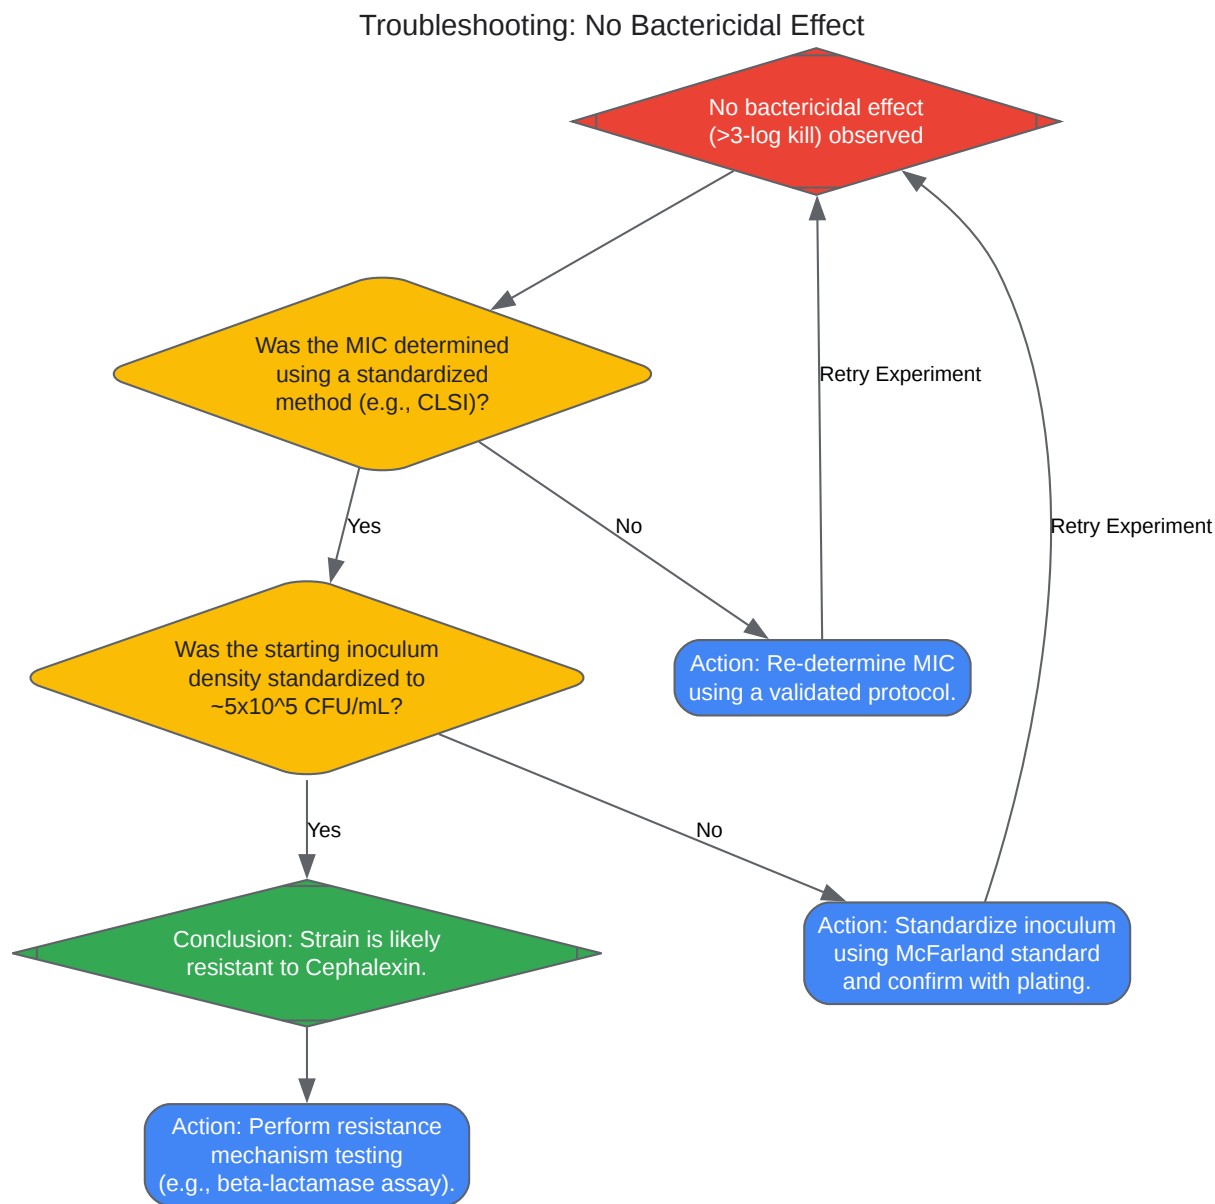 Troubleshooting: No Bactericidal Effect
No bactericidal effect
(>3-log kill) observed
Was the MIC determined
using a standardized
method (e.g., CLSI)?
Retry Experiment
Yes
No
Retry Experiment
Was the starting inoculum
density standardized to
~5x10^5 CFU/mL?
Action: Re-determine MIC
using a validated protocol.
Yes
No
Conclusion: Strain is likely
resistant to Cephalexin.
Action: Standardize inoculum
using McFarland standard
and confirm with plating.
Action: Perform resistance
mechanism testing
(e.g., beta-lactamase assay).